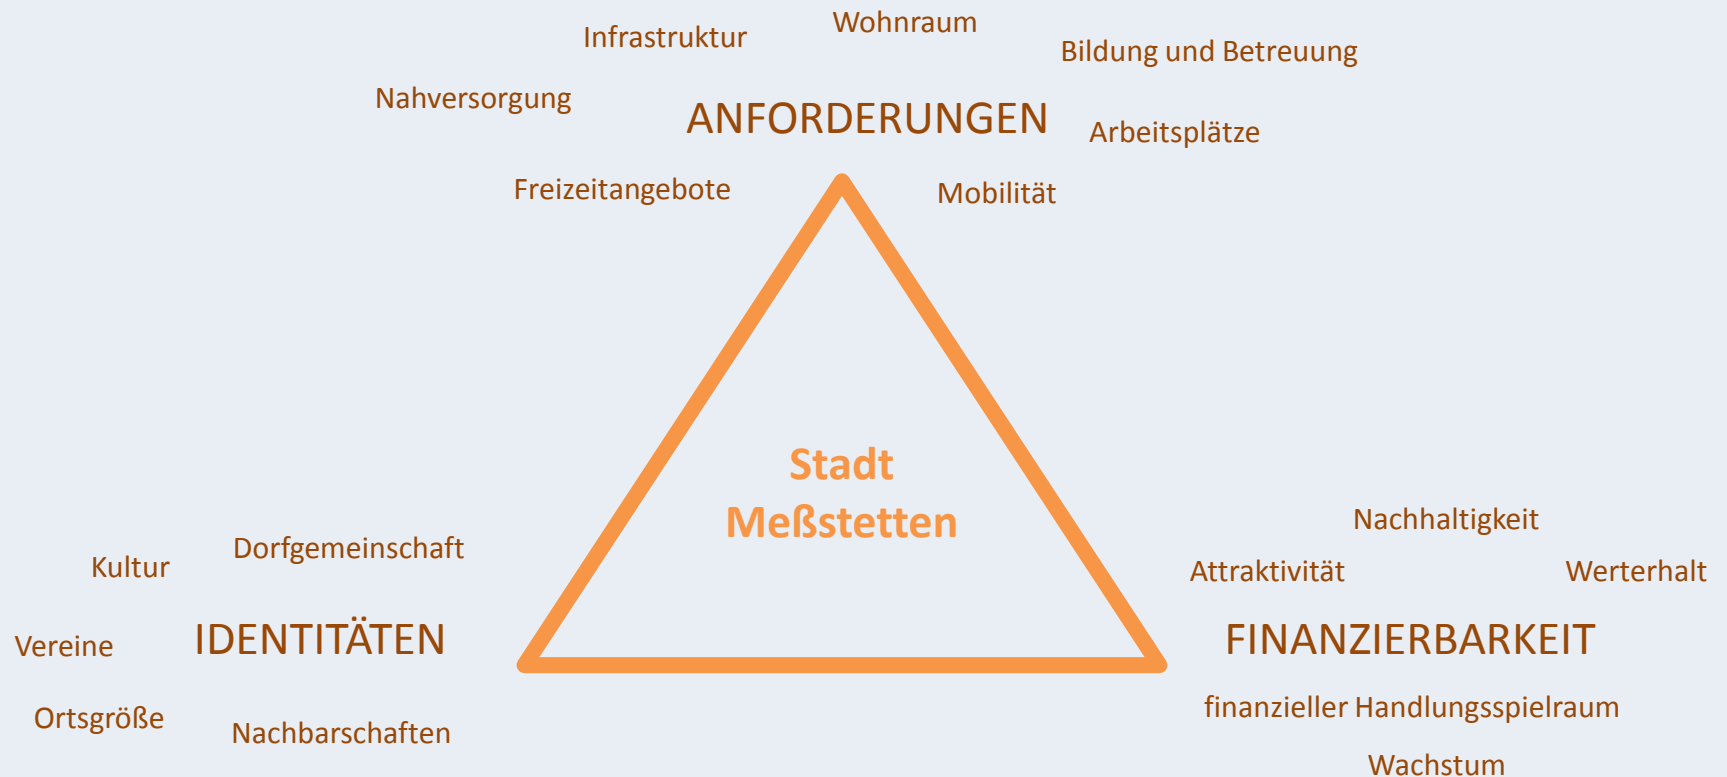 Wohnraum
Infrastruktur
Bildung und Betreuung
Nahversorgung
ANFORDERUNGEN
Arbeitsplätze
Freizeitangebote
Mobilität
Stadt
Meßstetten
Dorfgemeinschaft
Kultur
IDENTITÄTEN
Vereine
Ortsgröße
Nachbarschaften
Nachhaltigkeit
Attraktivität
Werterhalt
FINANZIERBARKEIT
finanzieller Handlungsspielraum
Wachstum